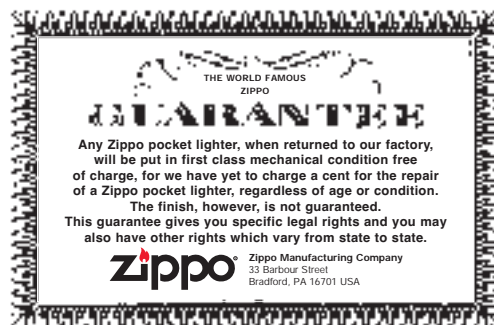 THE WORLD FAMOUS
ZIPPO
GUARANTEE
Any Zippo pocket lighter, when returned to our factory,
will be put in first class mechanical condition free
of charge, for we have yet to charge a cent for the repair
of a Zippo pocket lighter, regardless of age or condition.
The finish, however, is not guaranteed.
This guarantee gives you specific legal rights and you may
also have other rights which vary from state to state.
zippo
Zippo Manufacturing Company
33 Barbour Street
Bradford, PA 16701 USA